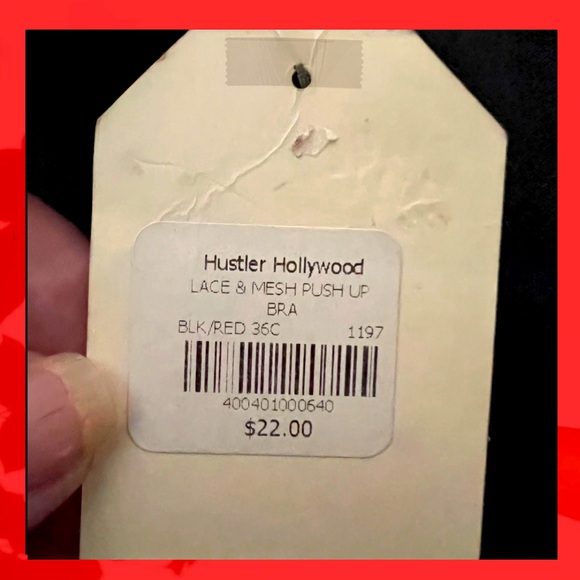 Hustler Hollywood
LACE & MESH PUSH UP
BRA
BLK/RED 36C 1197
400401000640
$22.00